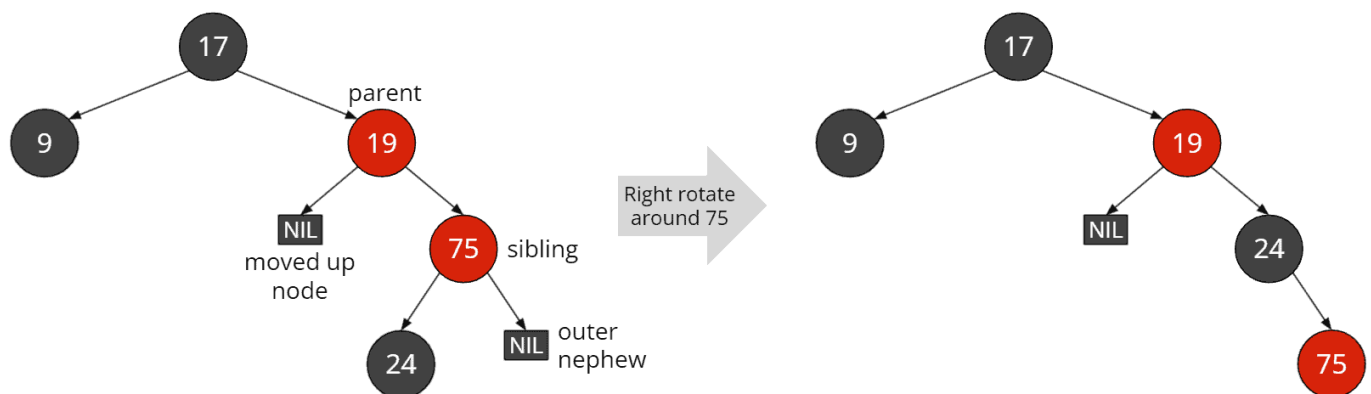 17
parent
9
19
NIL
moved up
node
75
sibling
24
NIL
outer
nephew
Right rotate
around 75
17
9
19
NIL
24
75